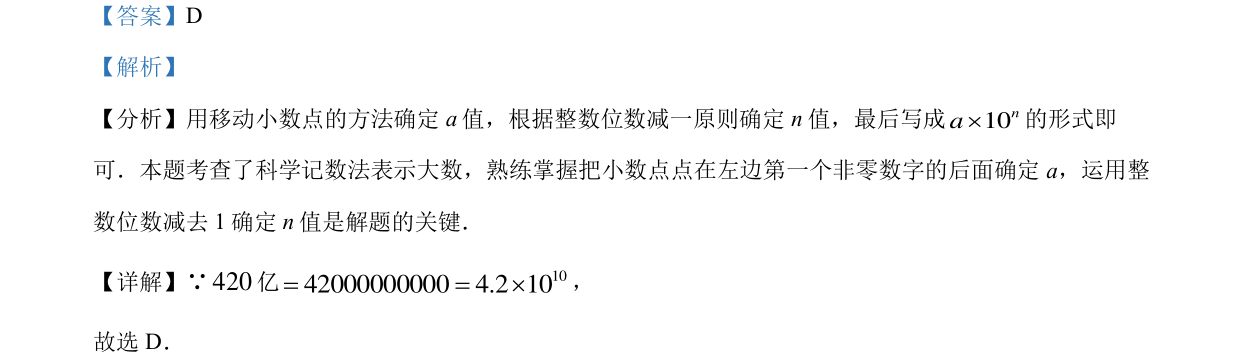 【答案】D
【解析】
【分析】用移动小数点的方法确定 a 值，根据整数位数减一原则确定 n 值，最后写成 a×10ⁿ 的形式即
可．本题考查了科学记数法表示大数，熟练掌握把小数点点在左边第一个非零数字的后面确定 a，运用整
数位数减去 1 确定 n 值是解题的关键．
【详解】∵ 420 亿 = 42000000000 = 4.2×10¹⁰，
故选 D．